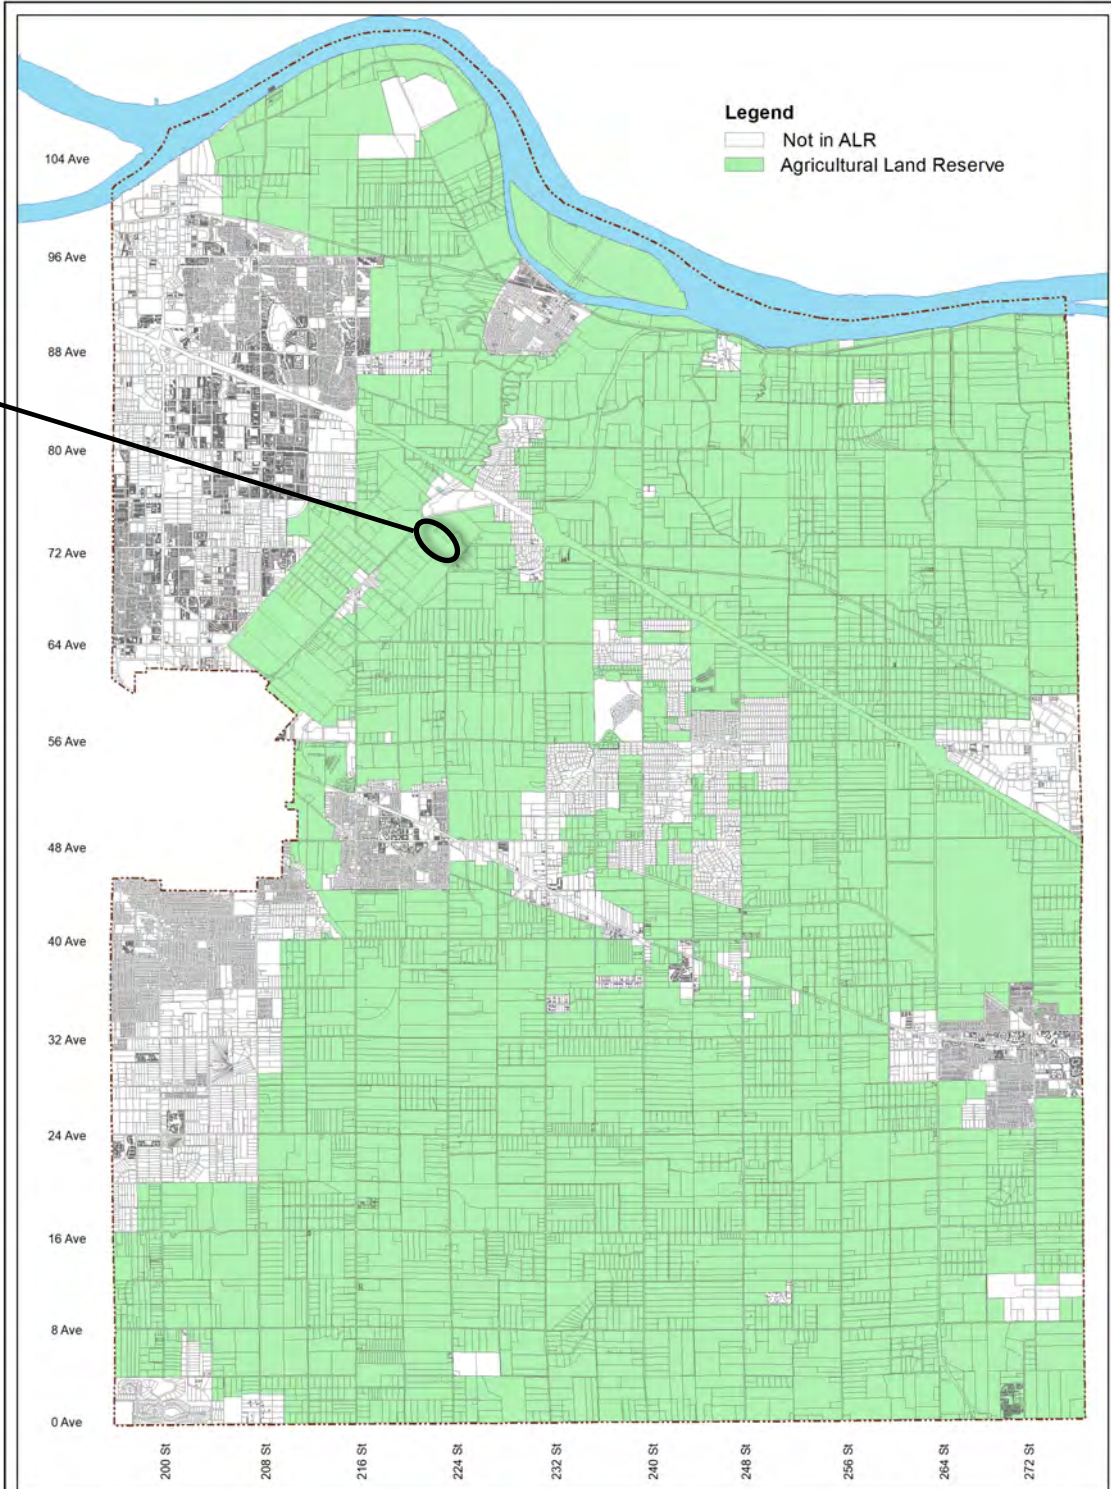 Legend
Not in ALR
Agricultural Land Reserve
104 Ave
96 Ave
88 Ave
80 Ave
72 Ave
64 Ave
56 Ave
48 Ave
40 Ave
32 Ave
24 Ave
16 Ave
8 Ave
0 Ave
200 St
208 St
216 St
224 St
232 St
240 St
248 St
256 St
264 St
272 St